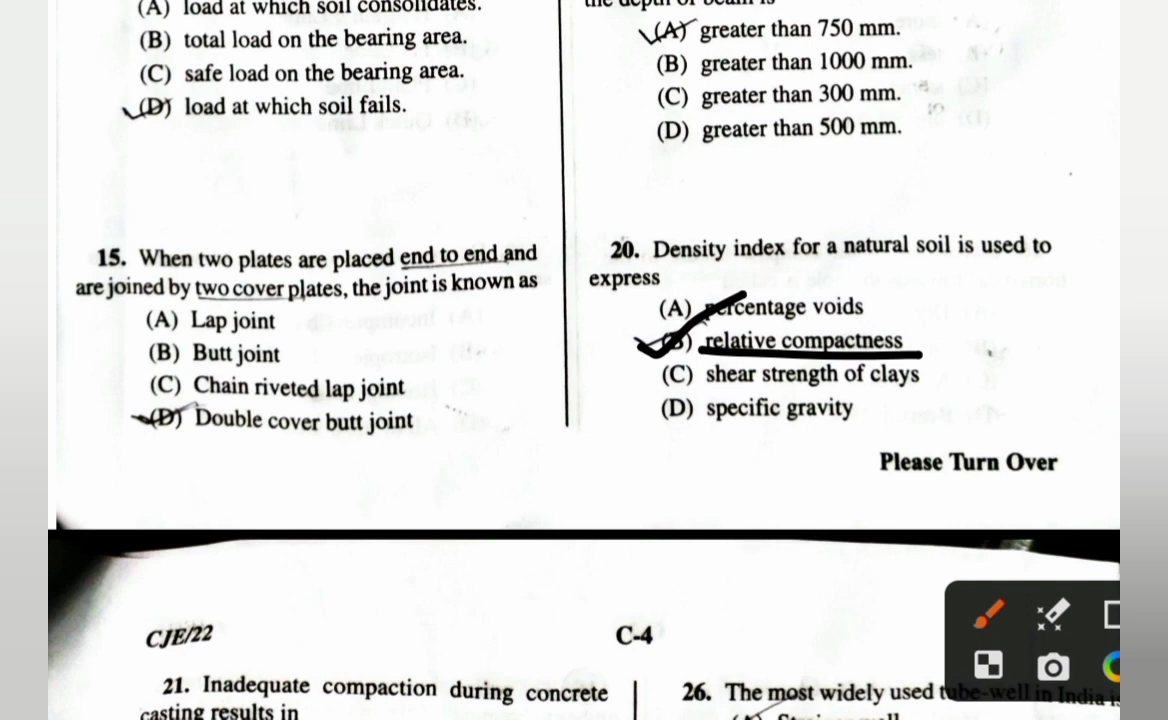 (A) load at which soil consolidates.
(B) total load on the bearing area.
(C) safe load on the bearing area.
(D) load at which soil fails.
15. When two plates are placed end to end and
are joined by two cover plates, the joint is known as
(A) Lap joint
(B) Butt joint
(C) Chain riveted lap joint
(D) Double cover butt joint
the depth of beam is
(A) greater than 750 mm.
(B) greater than 1000 mm.
(C) greater than 300 mm.
(D) greater than 500 mm.
20. Density index for a natural soil is used to
express
(A) percentage voids
(B) relative compactness
(C) shear strength of clays
(D) specific gravity
Please Turn Over
CJE/22
C-4
21. Inadequate compaction during concrete
casting results in
26. The most widely used tube-well in India is